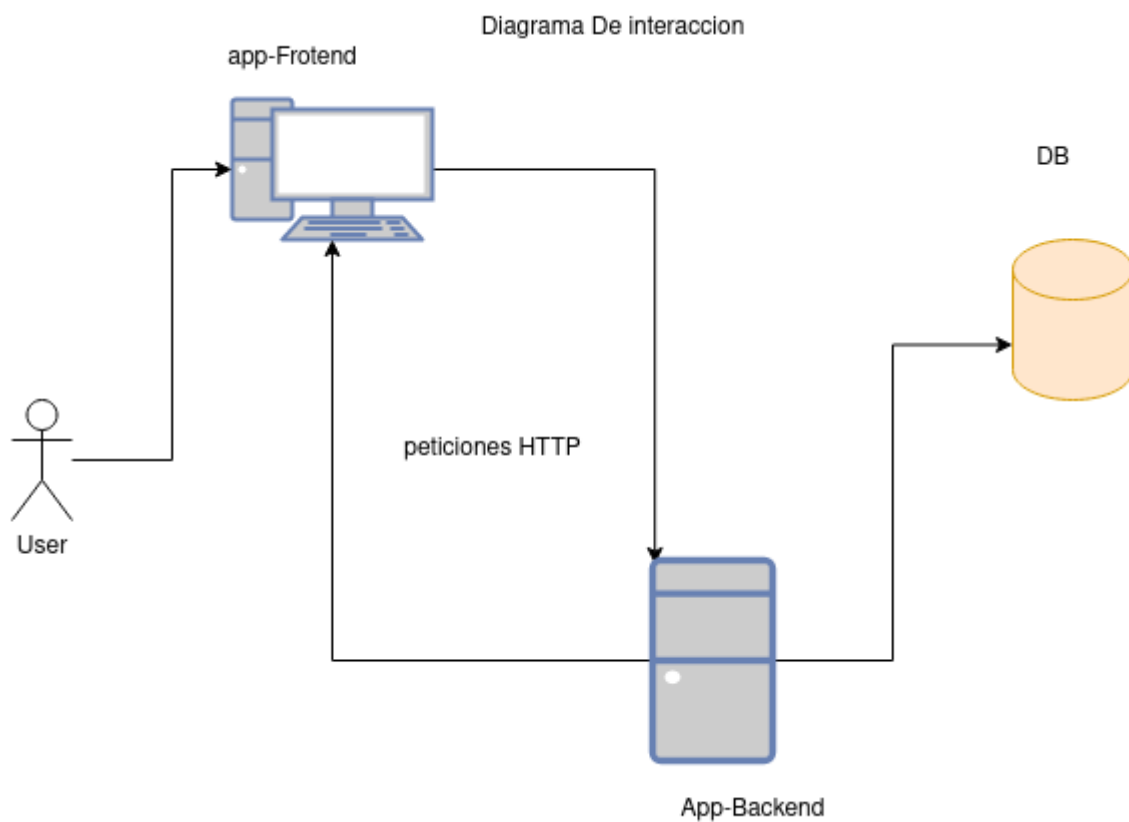 Diagrama De interaccion
app-Frotend
DB
peticiones HTTP
User
App-Backend